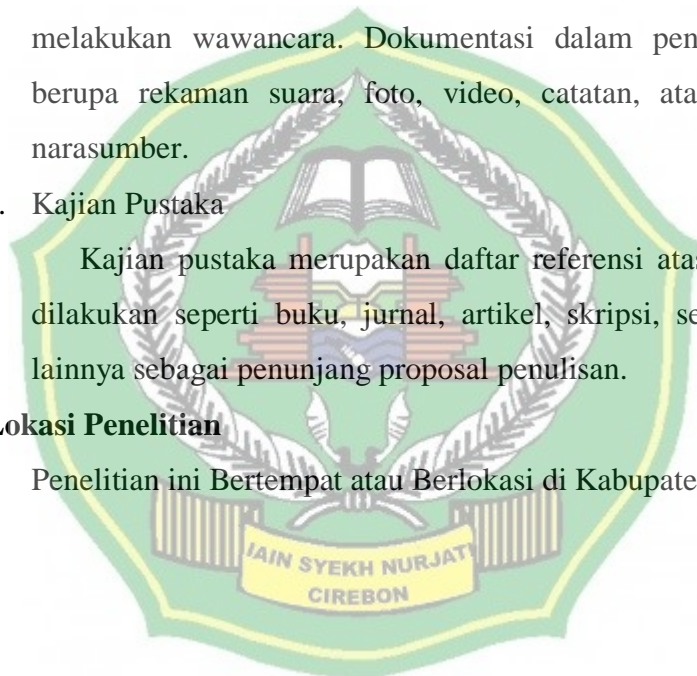 melakukan wawancara. Dokumentasi dalam pen
berupa rekaman suara, foto, video, catatan, ata
narasumber.
. Kajian Pustaka
Kajian pustaka merupakan daftar referensi atas
dilakukan seperti buku, jurnal, artikel, skripsi, se
lainnya sebagai penunjang proposal penulisan.
Lokasi Penelitian
Penelitian ini Bertempat atau Berlokasi di Kabupate
IAIN SYEKH NURJATI
CIREBON